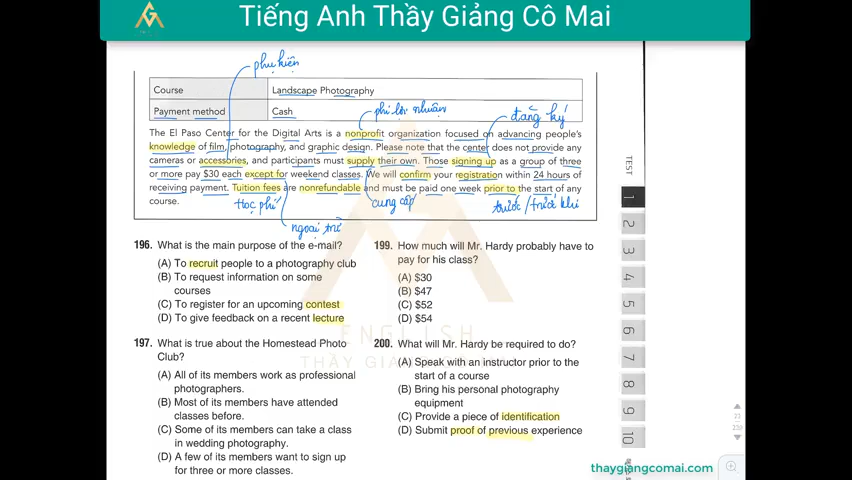 Tiếng Anh Thầy Giảng Cô Mai
phụ kiện
Course Landscape Photography
Payment method Cash
phi lợi nhuận
đăng ký
The El Paso Center for the Digital Arts is a nonprofit organization focused on advancing people's
knowledge of film, photography, and graphic design. Please note that the center does not provide any
cameras or accessories, and participants must supply their own. Those signing up as a group of three
or more pay $30 each except for weekend classes. We will confirm your registration within 24 hours of
receiving payment. Tuition fees are nonrefundable and must be paid one week prior to the start of any
course.
học phí
cung cấp
trước/trước khi
ngoại trừ
196. What is the main purpose of the e-mail?
(A) To recruit people to a photography club
(B) To request information on some
courses
(C) To register for an upcoming contest
(D) To give feedback on a recent lecture
197. What is true about the Homestead Photo
Club?
(A) All of its members work as professional
photographers.
(B) Most of its members have attended
classes before.
(C) Some of its members can take a class
in wedding photography.
(D) A few of its members want to sign up
for three or more classes.
199. How much will Mr. Hardy probably have to
pay for his class?
(A) $30
(B) $47
(C) $52
(D) $54
200. What will Mr. Hardy be required to do?
(A) Speak with an instructor prior to the
start of a course
(B) Bring his personal photography
equipment
(C) Provide a piece of identification
(D) Submit proof of previous experience
ENGLISH
THẦY GIẢNG CÔ MAI
TEST
1
2
3
4
5
6
7
8
9
10
23
thaygiangcomai.com